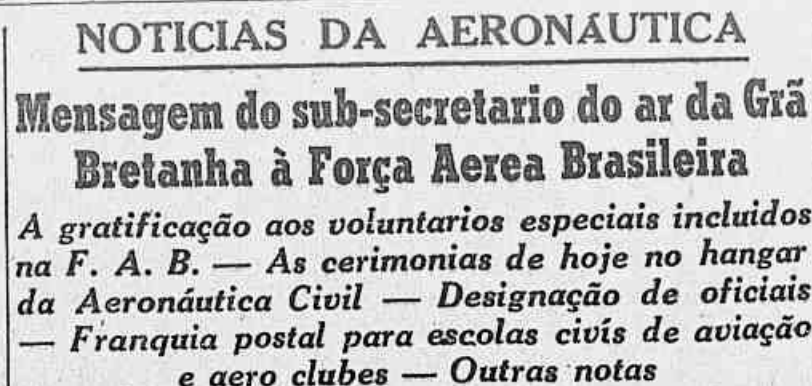 NOTICIAS DA AERONÁUTICA
Mensagem do sub-secretario do ar da Grã
Bretanha à Força Aerea Brasileira
A gratificação aos voluntarios especiais incluidos
na F. A. B. — As cerimonias de hoje no hangar
da Aeronáutica Civil — Designação de oficiais
— Franquia postal para escolas civís de aviação
e aero clubes — Outras notas